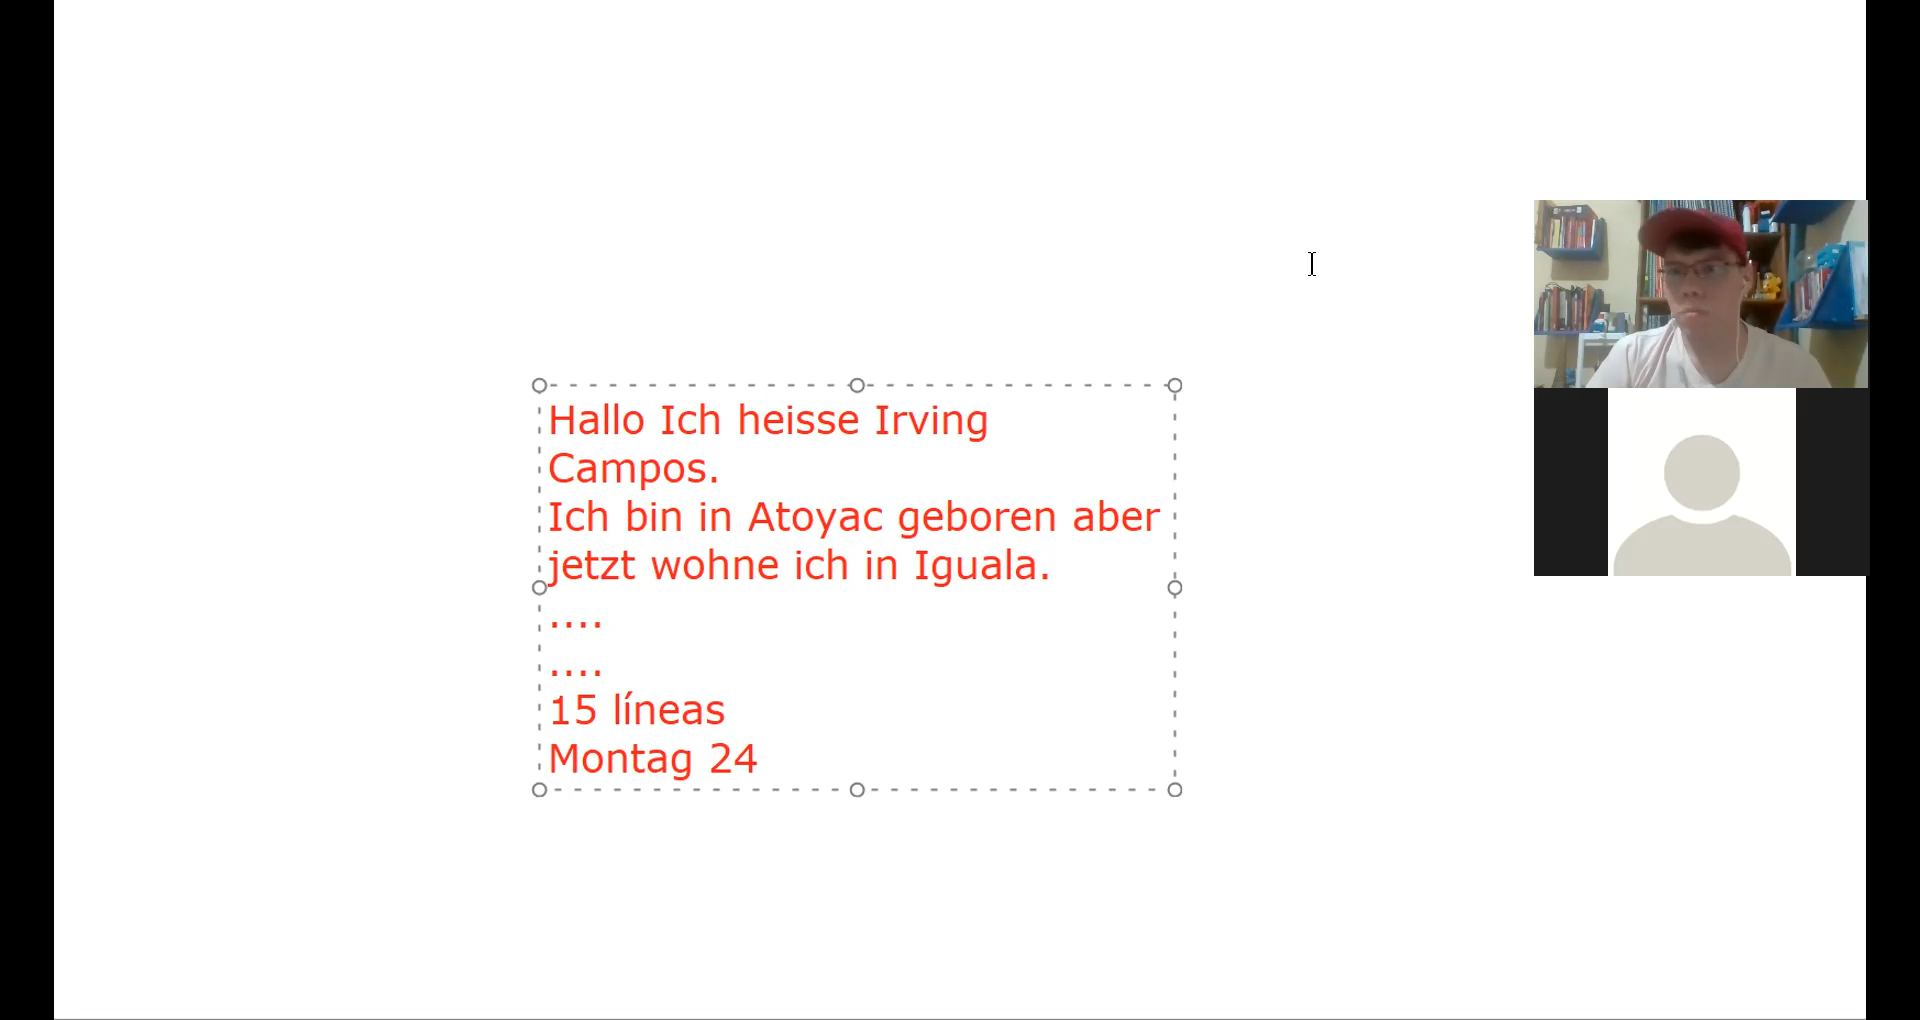 Hallo Ich heisse Irving
Campos.
Ich bin in Atoyac geboren aber
jetzt wohne ich in Iguala.
....
....
15 líneas
Montag 24